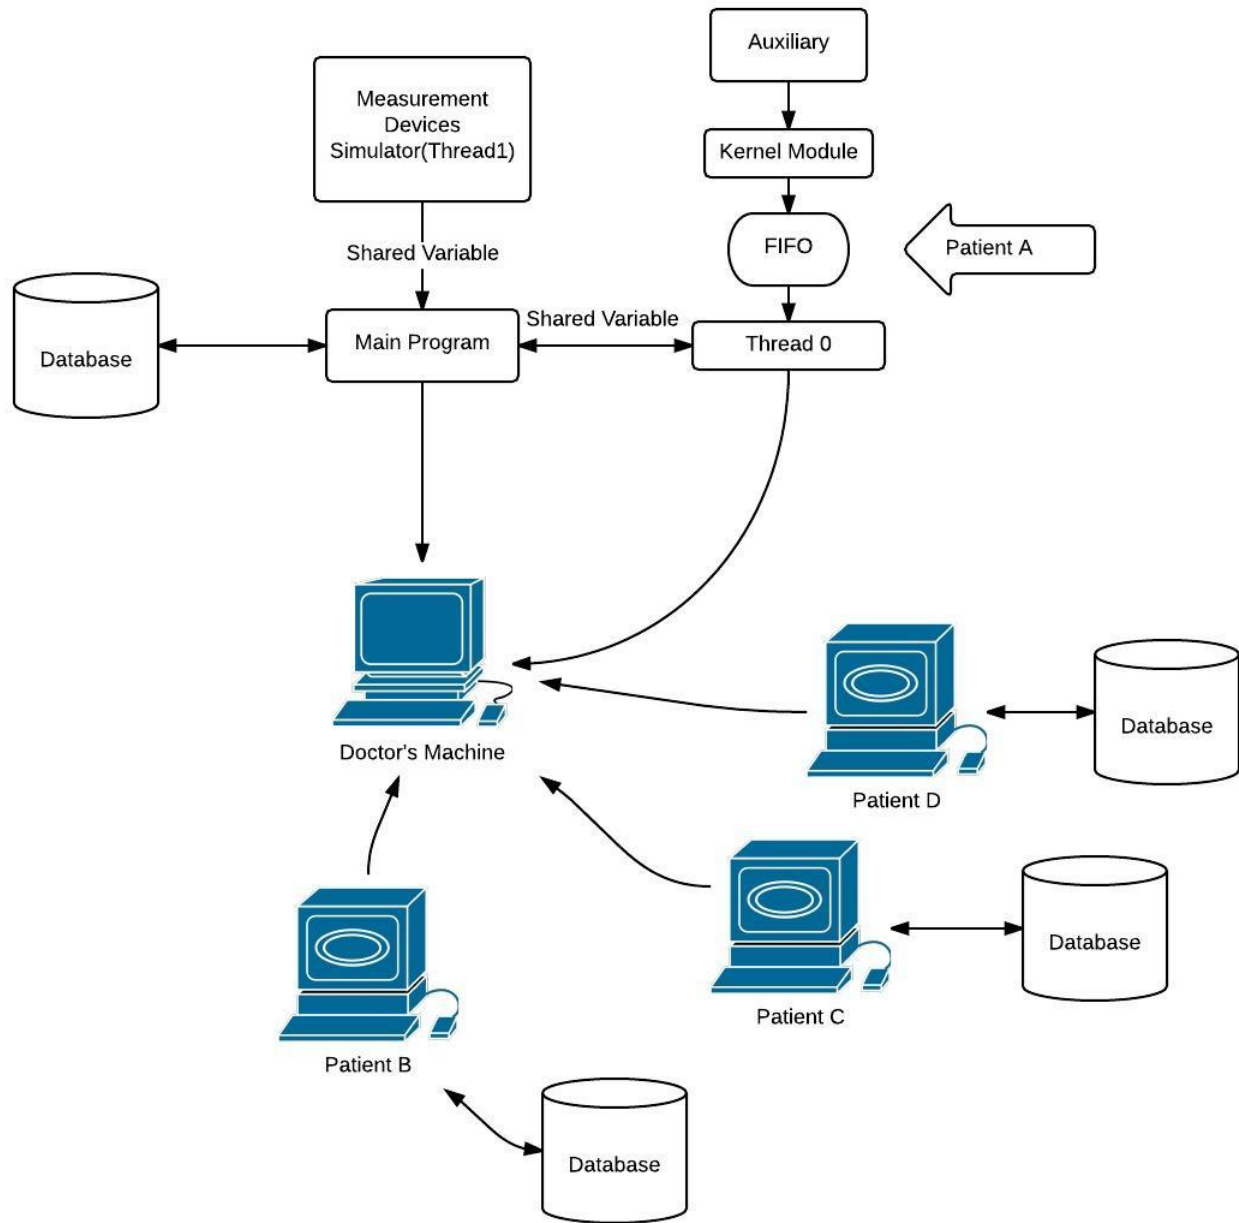 Auxiliary
Measurement
Devices
Simulator(Thread1)
Kernel Module
Shared Variable
FIFO
Patient A
Database
Main Program
Shared Variable
Thread 0
Doctor's Machine
Patient D
Database
Patient C
Database
Patient B
Database